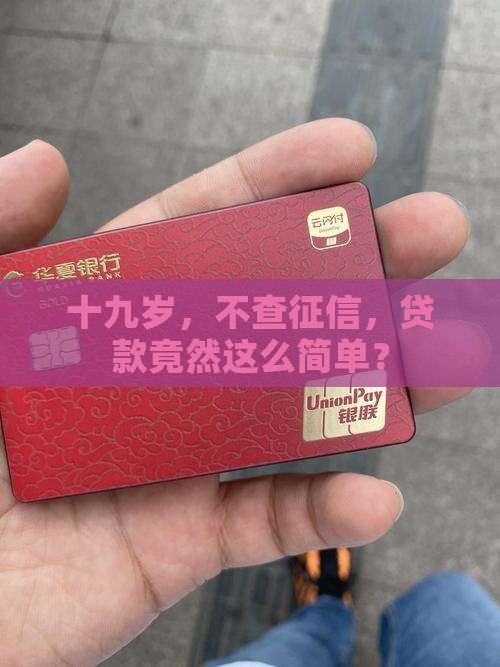 云闪付
UnionPay
华夏银行
HUAXIA BANK
GOLD
十九岁，不查征信，贷
款竟然这么简单？
UnionPay
银联